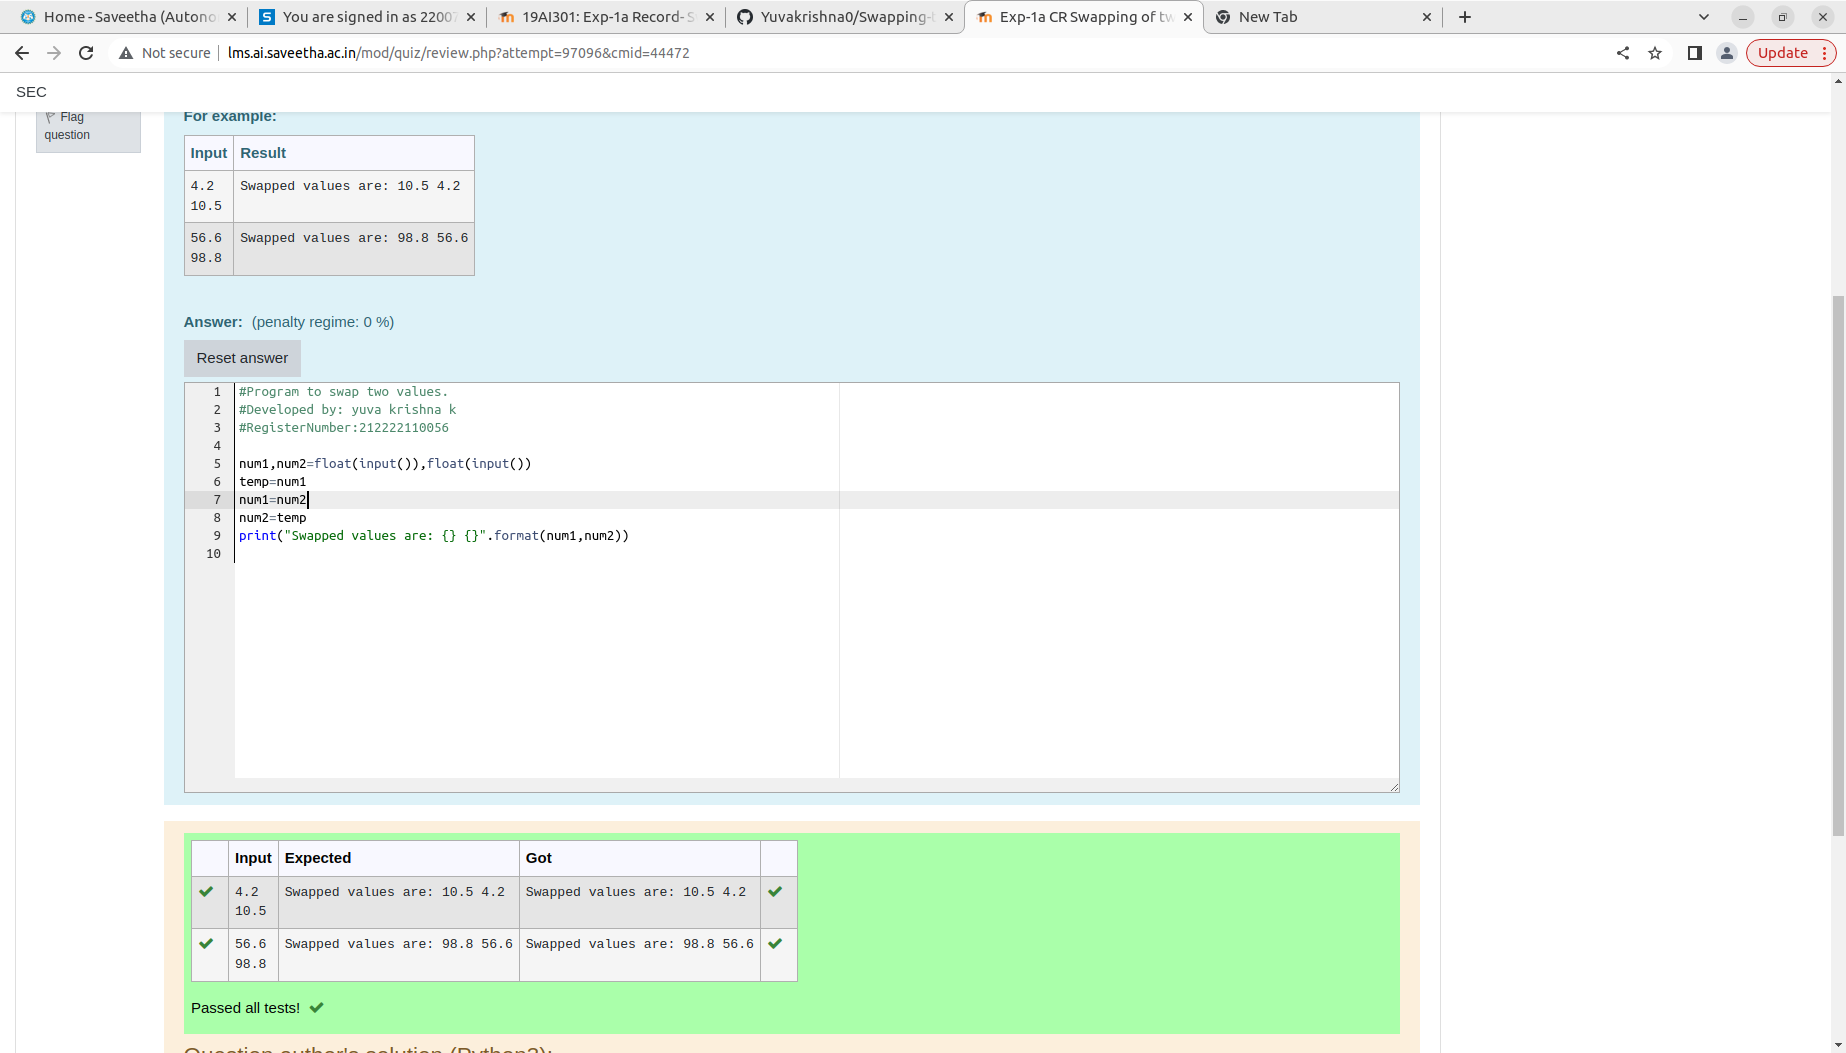 Home - Saveetha (Autono
You are signed in as 22007
19AI301: Exp-1a Record- S
Yuvakrishna0/Swapping-
Exp-1a CR Swapping of tw
New Tab
Not secure
lms.ai.saveetha.ac.in/mod/quiz/review.php?attempt=97096&cmid=44472
Update
SEC
Flag
question
For example:
Input Result
4.2 Swapped values are: 10.5 4.2
10.5
56.6 Swapped values are: 98.8 56.6
98.8
Answer: (penalty regime: 0 %)
Reset answer
1 #Program to swap two values.
2 #Developed by: yuva krishna k
3 #RegisterNumber:212222110056
4
5 num1,num2=float(input()),float(input())
6 temp=num1
7 num1=num2
8 num2=temp
9 print("Swapped values are: {} {}".format(num1,num2))
10
Input Expected Got
4.2 Swapped values are: 10.5 4.2 Swapped values are: 10.5 4.2
10.5
56.6 Swapped values are: 98.8 56.6 Swapped values are: 98.8 56.6
98.8
Passed all tests!
Question author's solution (Python3):